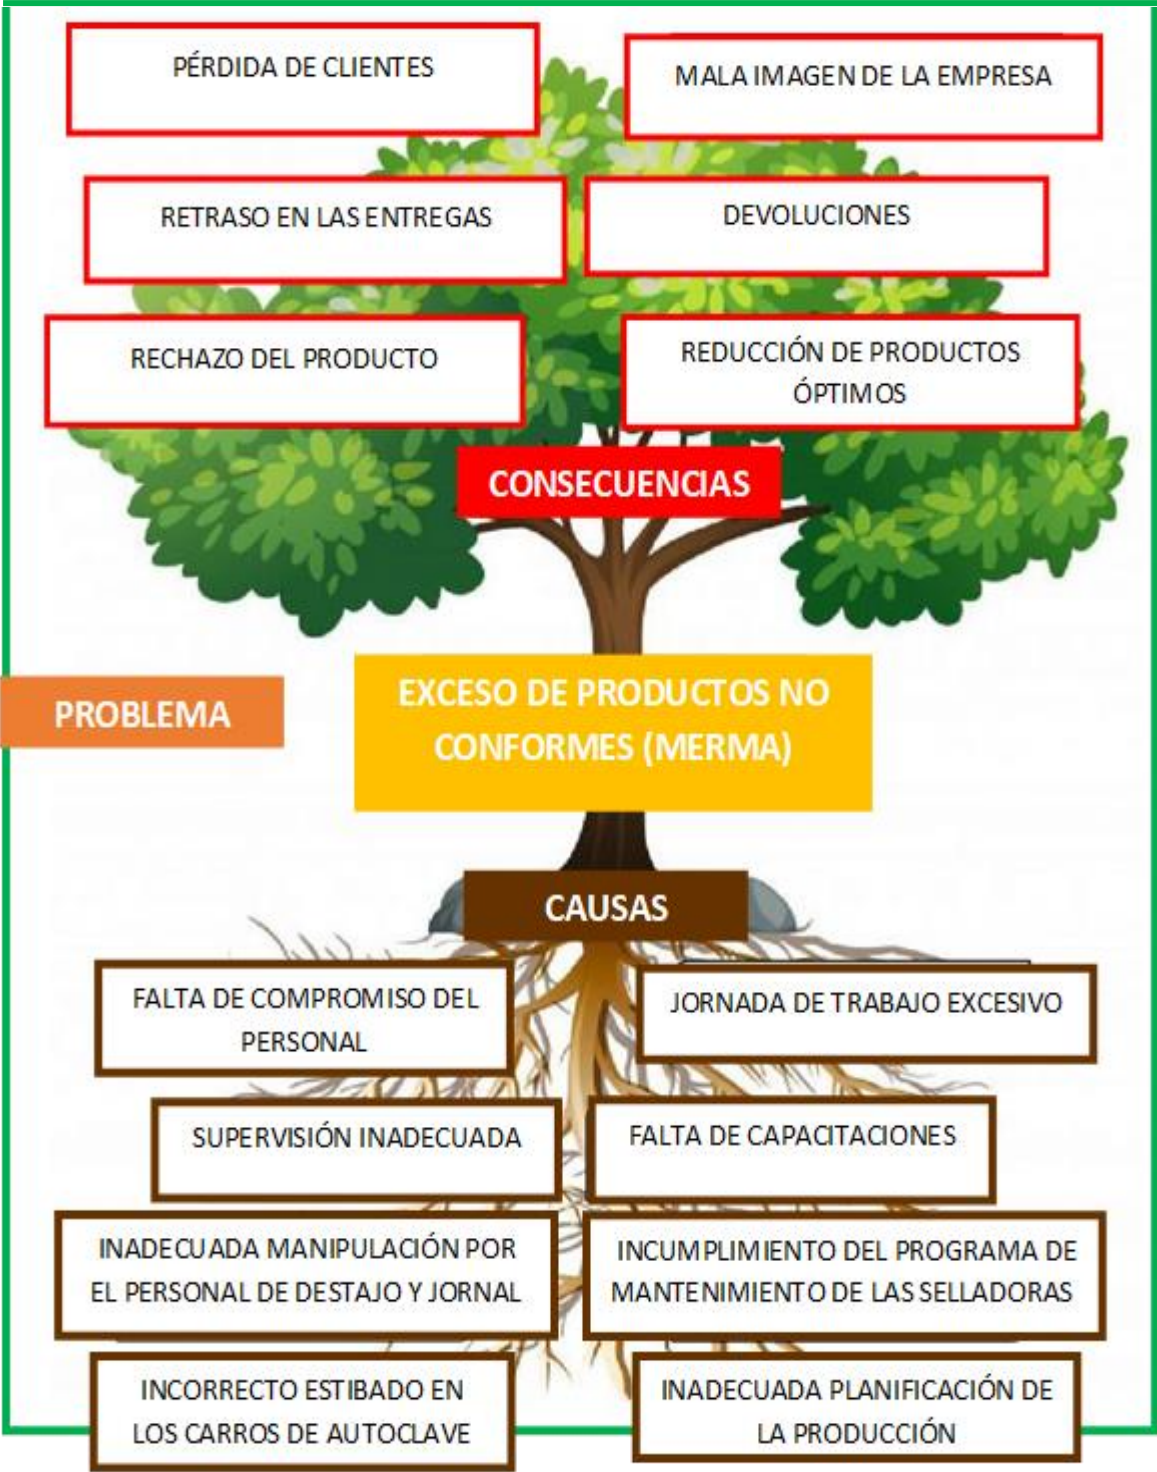 PÉRDIDA DE CLIENTES
MALA IMAGEN DE LA EMPRESA
RETRASO EN LAS ENTREGAS
DEVOLUCIONES
RECHAZO DEL PRODUCTO
REDUCCIÓN DE PRODUCTOS
ÓPTIMOS
CONSECUENCIAS
PROBLEMA
EXCESO DE PRODUCTOS NO
CONFORMES (MERMA)
CAUSAS
FALTA DE COMPROMISO DEL
PERSONAL
JORNADA DE TRABAJO EXCESIVO
SUPERVISIÓN INADECUADA
FALTA DE CAPACITACIONES
INADECUADA MANIPULACIÓN POR
EL PERSONAL DE DESTAJO Y JORNAL
INCUMPLIMIENTO DEL PROGRAMA DE
MANTENIMIENTO DE LAS SELLADORAS
INCORRECTO ESTIBADO EN
LOS CARROS DE AUTOCLAVE
INADECUADA PLANIFICACIÓN DE
LA PRODUCCIÓN